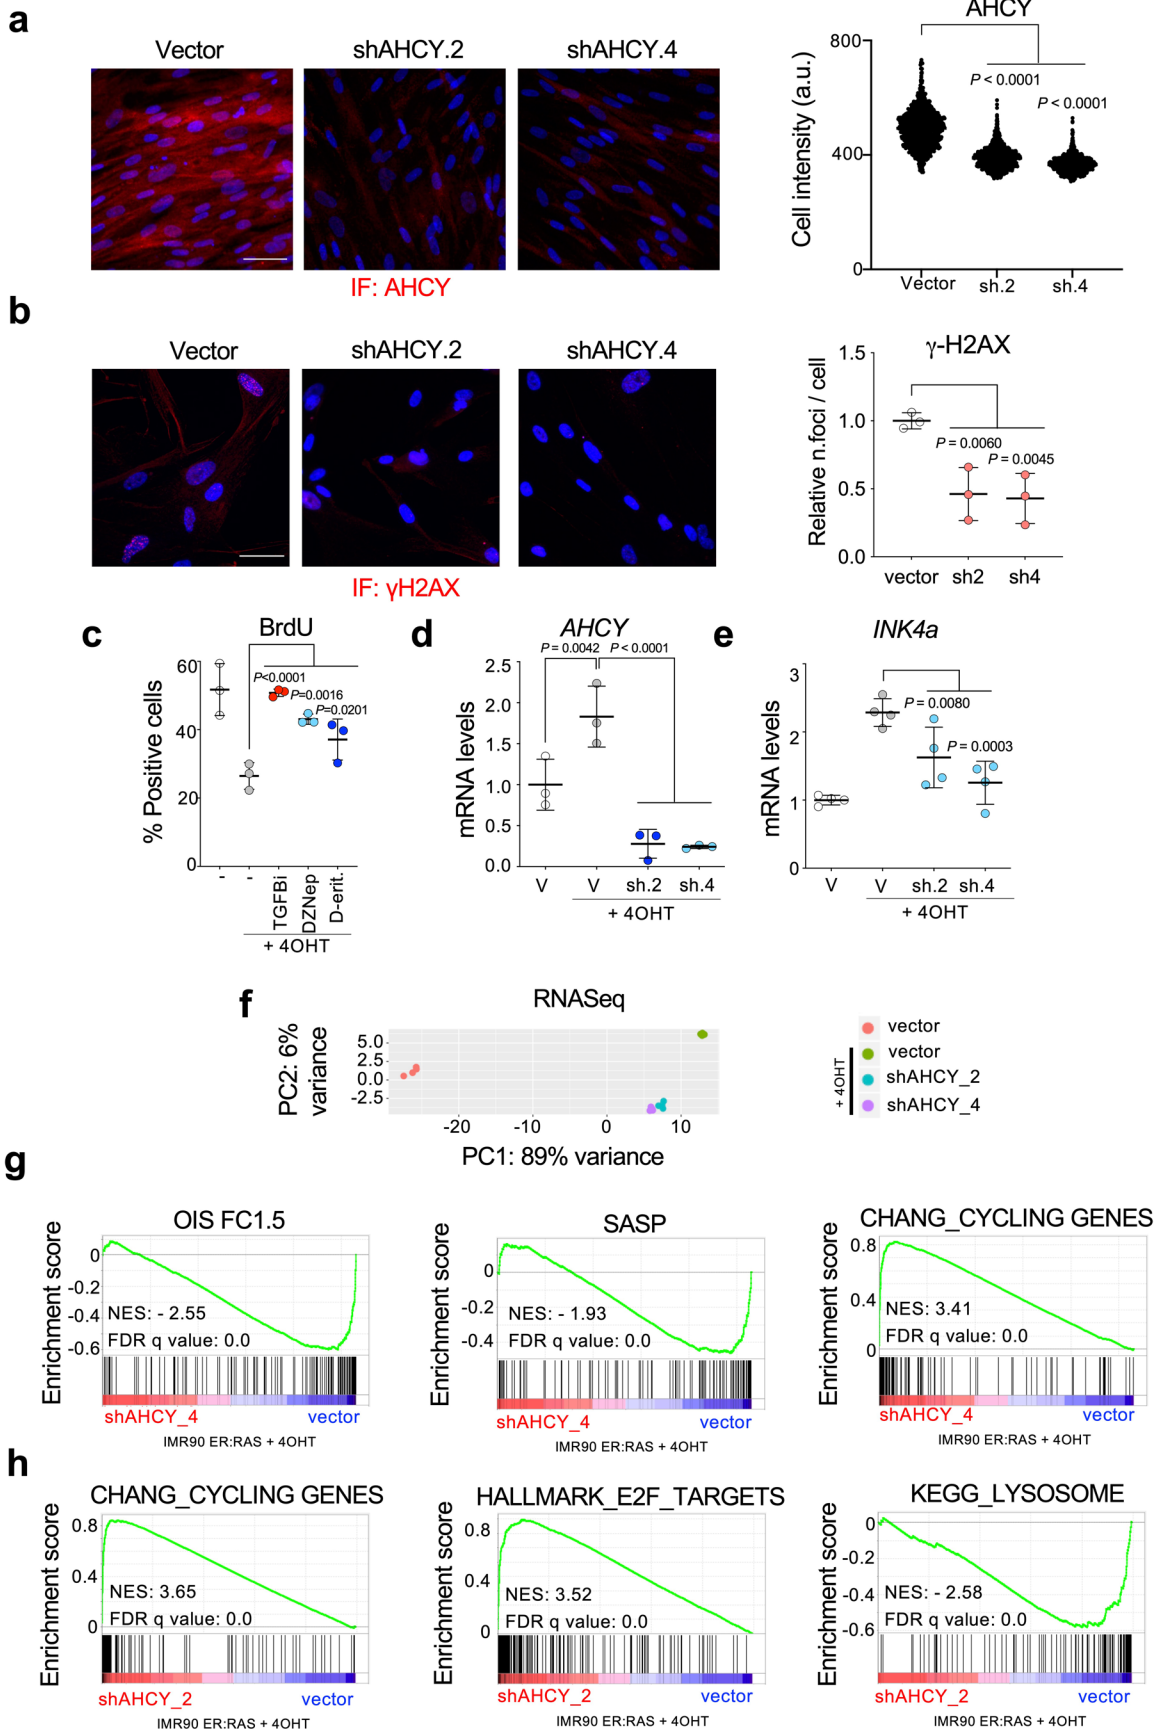 a
Vector
shAHCY.2
shAHCY.4
IF: AHCY
AHCY
Cell intensity (a.u.)
800
400
0
P < 0.0001
P < 0.0001
Vector
sh.2
sh.4
b
Vector
shAHCY.2
shAHCY.4
IF: γH2AX
γ-H2AX
Relative n.foci / cell
1.5
1.0
0.5
0.0
P = 0.0060
P = 0.0045
vector
sh2
sh4
c
BrdU
% Positive cells
60
40
20
0
P<0.0001
P=0.0016
P=0.0201
-
-
TGFBi
DZNep
D-erit.
+ 4OHT
d
AHCY
mRNA levels
2.5
2.0
1.5
1.0
0.5
0.0
P = 0.0042
P < 0.0001
V
V
sh.2
sh.4
+ 4OHT
e
INK4a
mRNA levels
3
2
1
0
P = 0.0080
P = 0.0003
V
V
sh.2
sh.4
+ 4OHT
f
RNASeq
PC2: 6%
variance
5.0
2.5
0.0
-2.5
-20
-10
0
10
PC1: 89% variance
vector
vector
shAHCY_2
shAHCY_4
+ 4OHT
g
OIS FC1.5
Enrichment score
0
-0.2
-0.4
-0.6
NES: - 2.55
FDR q value: 0.0
shAHCY_4
vector
IMR90 ER:RAS + 4OHT
SASP
Enrichment score
0
-0.2
-0.4
NES: - 1.93
FDR q value: 0.0
shAHCY_4
vector
IMR90 ER:RAS + 4OHT
CHANG_CYCLING GENES
Enrichment score
0.8
0.4
0
NES: 3.41
FDR q value: 0.0
shAHCY_4
vector
IMR90 ER:RAS + 4OHT
h
CHANG_CYCLING GENES
Enrichment score
0.8
0.4
0
NES: 3.65
FDR q value: 0.0
shAHCY_2
vector
IMR90 ER:RAS + 4OHT
HALLMARK_E2F_TARGETS
Enrichment score
0.8
0.4
0
NES: 3.52
FDR q value: 0.0
shAHCY_2
vector
IMR90 ER:RAS + 4OHT
KEGG_LYSOSOME
Enrichment score
0
-0.2
-0.4
-0.6
NES: - 2.58
FDR q value: 0.0
shAHCY_2
vector
IMR90 ER:RAS + 4OHT